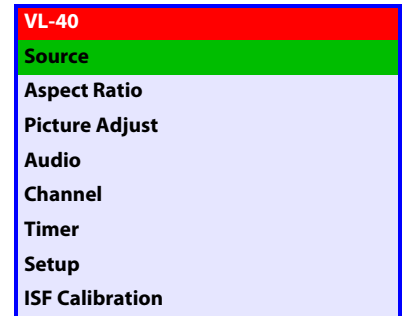 VL-40
Source
Aspect Ratio
Picture Adjust
Audio
Channel
Timer
Setup
ISF Calibration